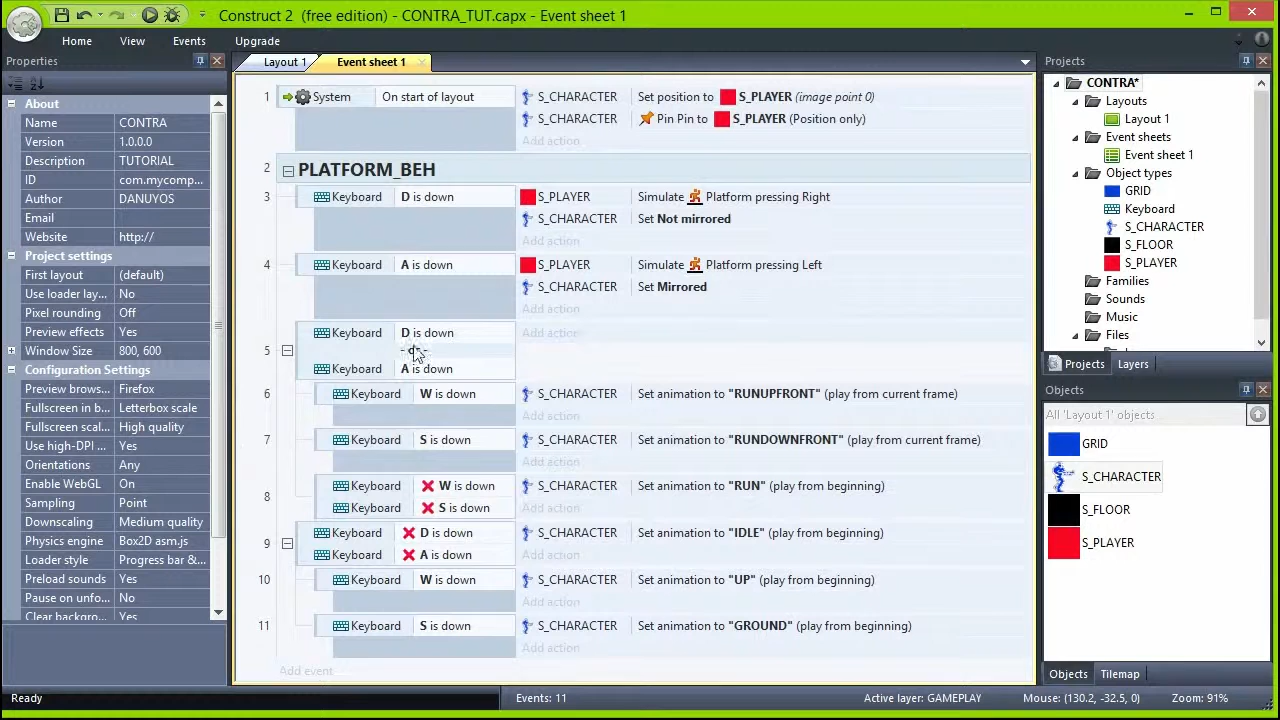 Construct 2 (free edition) - CONTRA_TUT.capx - Event sheet 1
Home View Events Upgrade
Properties
About
Name CONTRA
Version 1.0.0.0
Description TUTORIAL
ID com.mycomp...
Author DANUYOS
Email
Website http://
Project settings
First layout (default)
Use loader lay... No
Pixel rounding Off
Preview effects Yes
Window Size 800, 600
Configuration Settings
Preview brows... Firefox
Fullscreen in b... Letterbox scale
Fullscreen scal... High quality
Use high-DPI ... Yes
Orientations Any
Enable WebGL On
Sampling Point
Downscaling Medium quality
Physics engine Box2D asm.js
Loader style Progress bar &...
Preload sounds Yes
Pause on unfo... No
Clear backgro... Yes
Layout 1 Event sheet 1
1 System On start of layout S_CHARACTER Set position to S_PLAYER (image point 0)
S_CHARACTER Pin Pin to S_PLAYER (Position only)
Add action
2 PLATFORM_BEH
3 Keyboard D is down S_PLAYER Simulate Platform pressing Right
S_CHARACTER Set Not mirrored
Add action
4 Keyboard A is down S_PLAYER Simulate Platform pressing Left
S_CHARACTER Set Mirrored
Add action
Keyboard D is down Add action
5
Keyboard A is down
6 Keyboard W is down S_CHARACTER Set animation to "RUNUPFRONT" (play from current frame)
Add action
7 Keyboard S is down S_CHARACTER Set animation to "RUNDOWNFRONT" (play from current frame)
Add action
8 Keyboard W is down S_CHARACTER Set animation to "RUN" (play from beginning)
Keyboard S is down Add action
9 Keyboard D is down S_CHARACTER Set animation to "IDLE" (play from beginning)
Keyboard A is down Add action
10 Keyboard W is down S_CHARACTER Set animation to "UP" (play from beginning)
Add action
11 Keyboard S is down S_CHARACTER Set animation to "GROUND" (play from beginning)
Add action
Add event
Projects
CONTRA*
Layouts
Layout 1
Event sheets
Event sheet 1
Object types
GRID
Keyboard
S_CHARACTER
S_FLOOR
S_PLAYER
Families
Sounds
Music
Files
Projects Layers
Objects
All 'Layout 1' objects...
GRID
S_CHARACTER
S_FLOOR
S_PLAYER
Objects Tilemap
Ready Events: 11 Active layer: GAMEPLAY Mouse: (130.2, -32.5, 0) Zoom: 91%